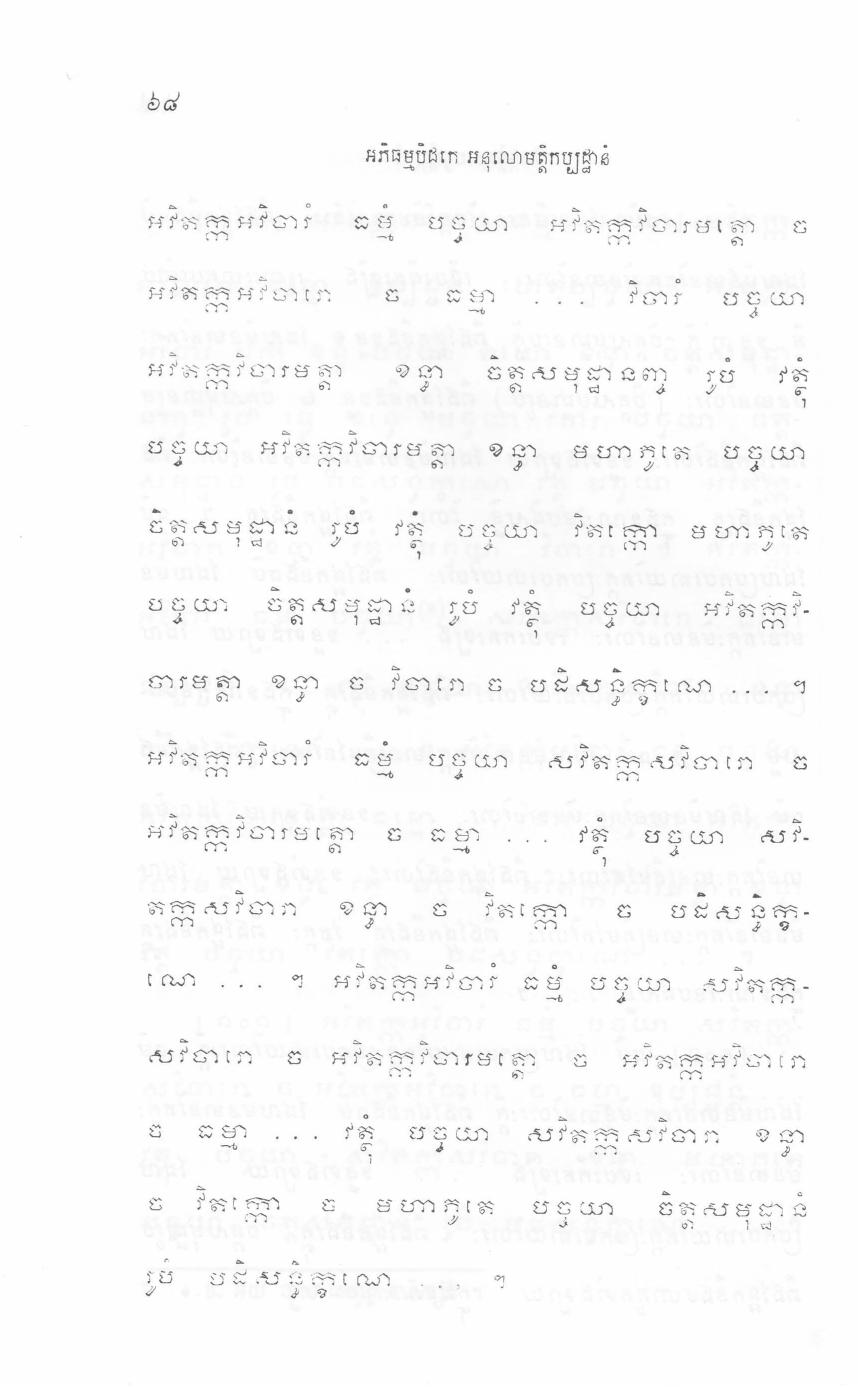 ៦៨
អភិធម្មបិដកេ អនុលោមត្តិកប្បដ្ឋានំ
អវិតក្កអវិចារំ ធម្មំ បច្ចយា អវិតក្កវិចារមត្តោ ច
អវិតក្កអវិចារោ ច ធម្មា ... វិចារំ បច្ចយា
អវិតក្កវិចារមត្តា ខន្ធា ចិត្តសមុដ្ឋានញ្ច រូបំ វត្ថុំ
បច្ចយា អវិតក្កវិចារមត្តា ខន្ធា មហាភូតេ បច្ចយា
ចិត្តសមុដ្ឋានំ រូបំ វត្ថុំ បច្ចយា វិតក្កោ មហាភូតេ
បច្ចយា ចិត្តសមុដ្ឋានំ រូបំ វត្ថុំ បច្ចយា អវិតក្កវិ-
ចារមត្តា ខន្ធា ច វិចារោ ច បដិសន្ធិក្ខណោ ... ។
អវិតក្កអវិចារំ ធម្មំ បច្ចយា សវិតក្កសវិចារោ ច
អវិតក្កវិចារមត្តោ ច ធម្មា ... វត្ថុំ បច្ចយា សវិ-
តក្កសវិចារា ខន្ធា ច វិតក្កោ ច បដិសន្ធិក្ខ-
ណោ ... ។ អវិតក្កអវិចារំ ធម្មំ បច្ចយា សវិតក្ក-
សវិចារោ ច អវិតក្កវិចារមត្តោ ច អវិតក្កអវិចារោ
ច ធម្មា ... វត្ថុំ បច្ចយា សវិតក្កសវិចារា ខន្ធា
ច វិតក្កោ ច មហាភូតេ បច្ចយា ចិត្តសមុដ្ឋានំ
រូបំ បដិសន្ធិក្ខណោ ... ។